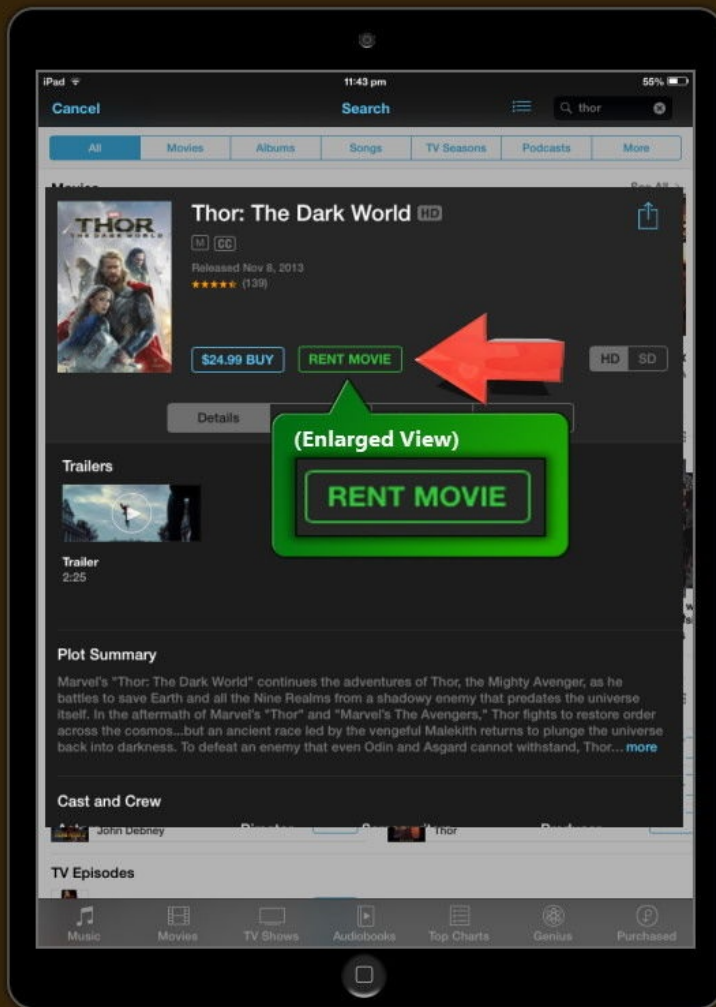 iPad
11:43 pm
55%
Cancel
Search
thor
All
Movies
Albums
Songs
TV Seasons
Podcasts
More
See All
THOR
THE DARK WORLD
Thor: The Dark World HD
M CC
Released Nov 8, 2013
(139)
$24.99 BUY
RENT MOVIE
HD SD
Details
(Enlarged View)
RENT MOVIE
Trailers
Trailer
2:25
Plot Summary
Marvel's "Thor: The Dark World" continues the adventures of Thor, the Mighty Avenger, as he
battles to save Earth and all the Nine Realms from a shadowy enemy that predates the universe
itself. In the aftermath of Marvel's "Thor" and "Marvel's The Avengers," Thor fights to restore order
across the cosmos...but an ancient race led by the vengeful Malekith returns to plunge the universe
back into darkness. To defeat an enemy that even Odin and Asgard cannot withstand, Thor... more
Cast and Crew
John Debney
Thor
TV Episodes
Music
Movies
TV Shows
Audiobooks
Top Charts
Genius
Purchased